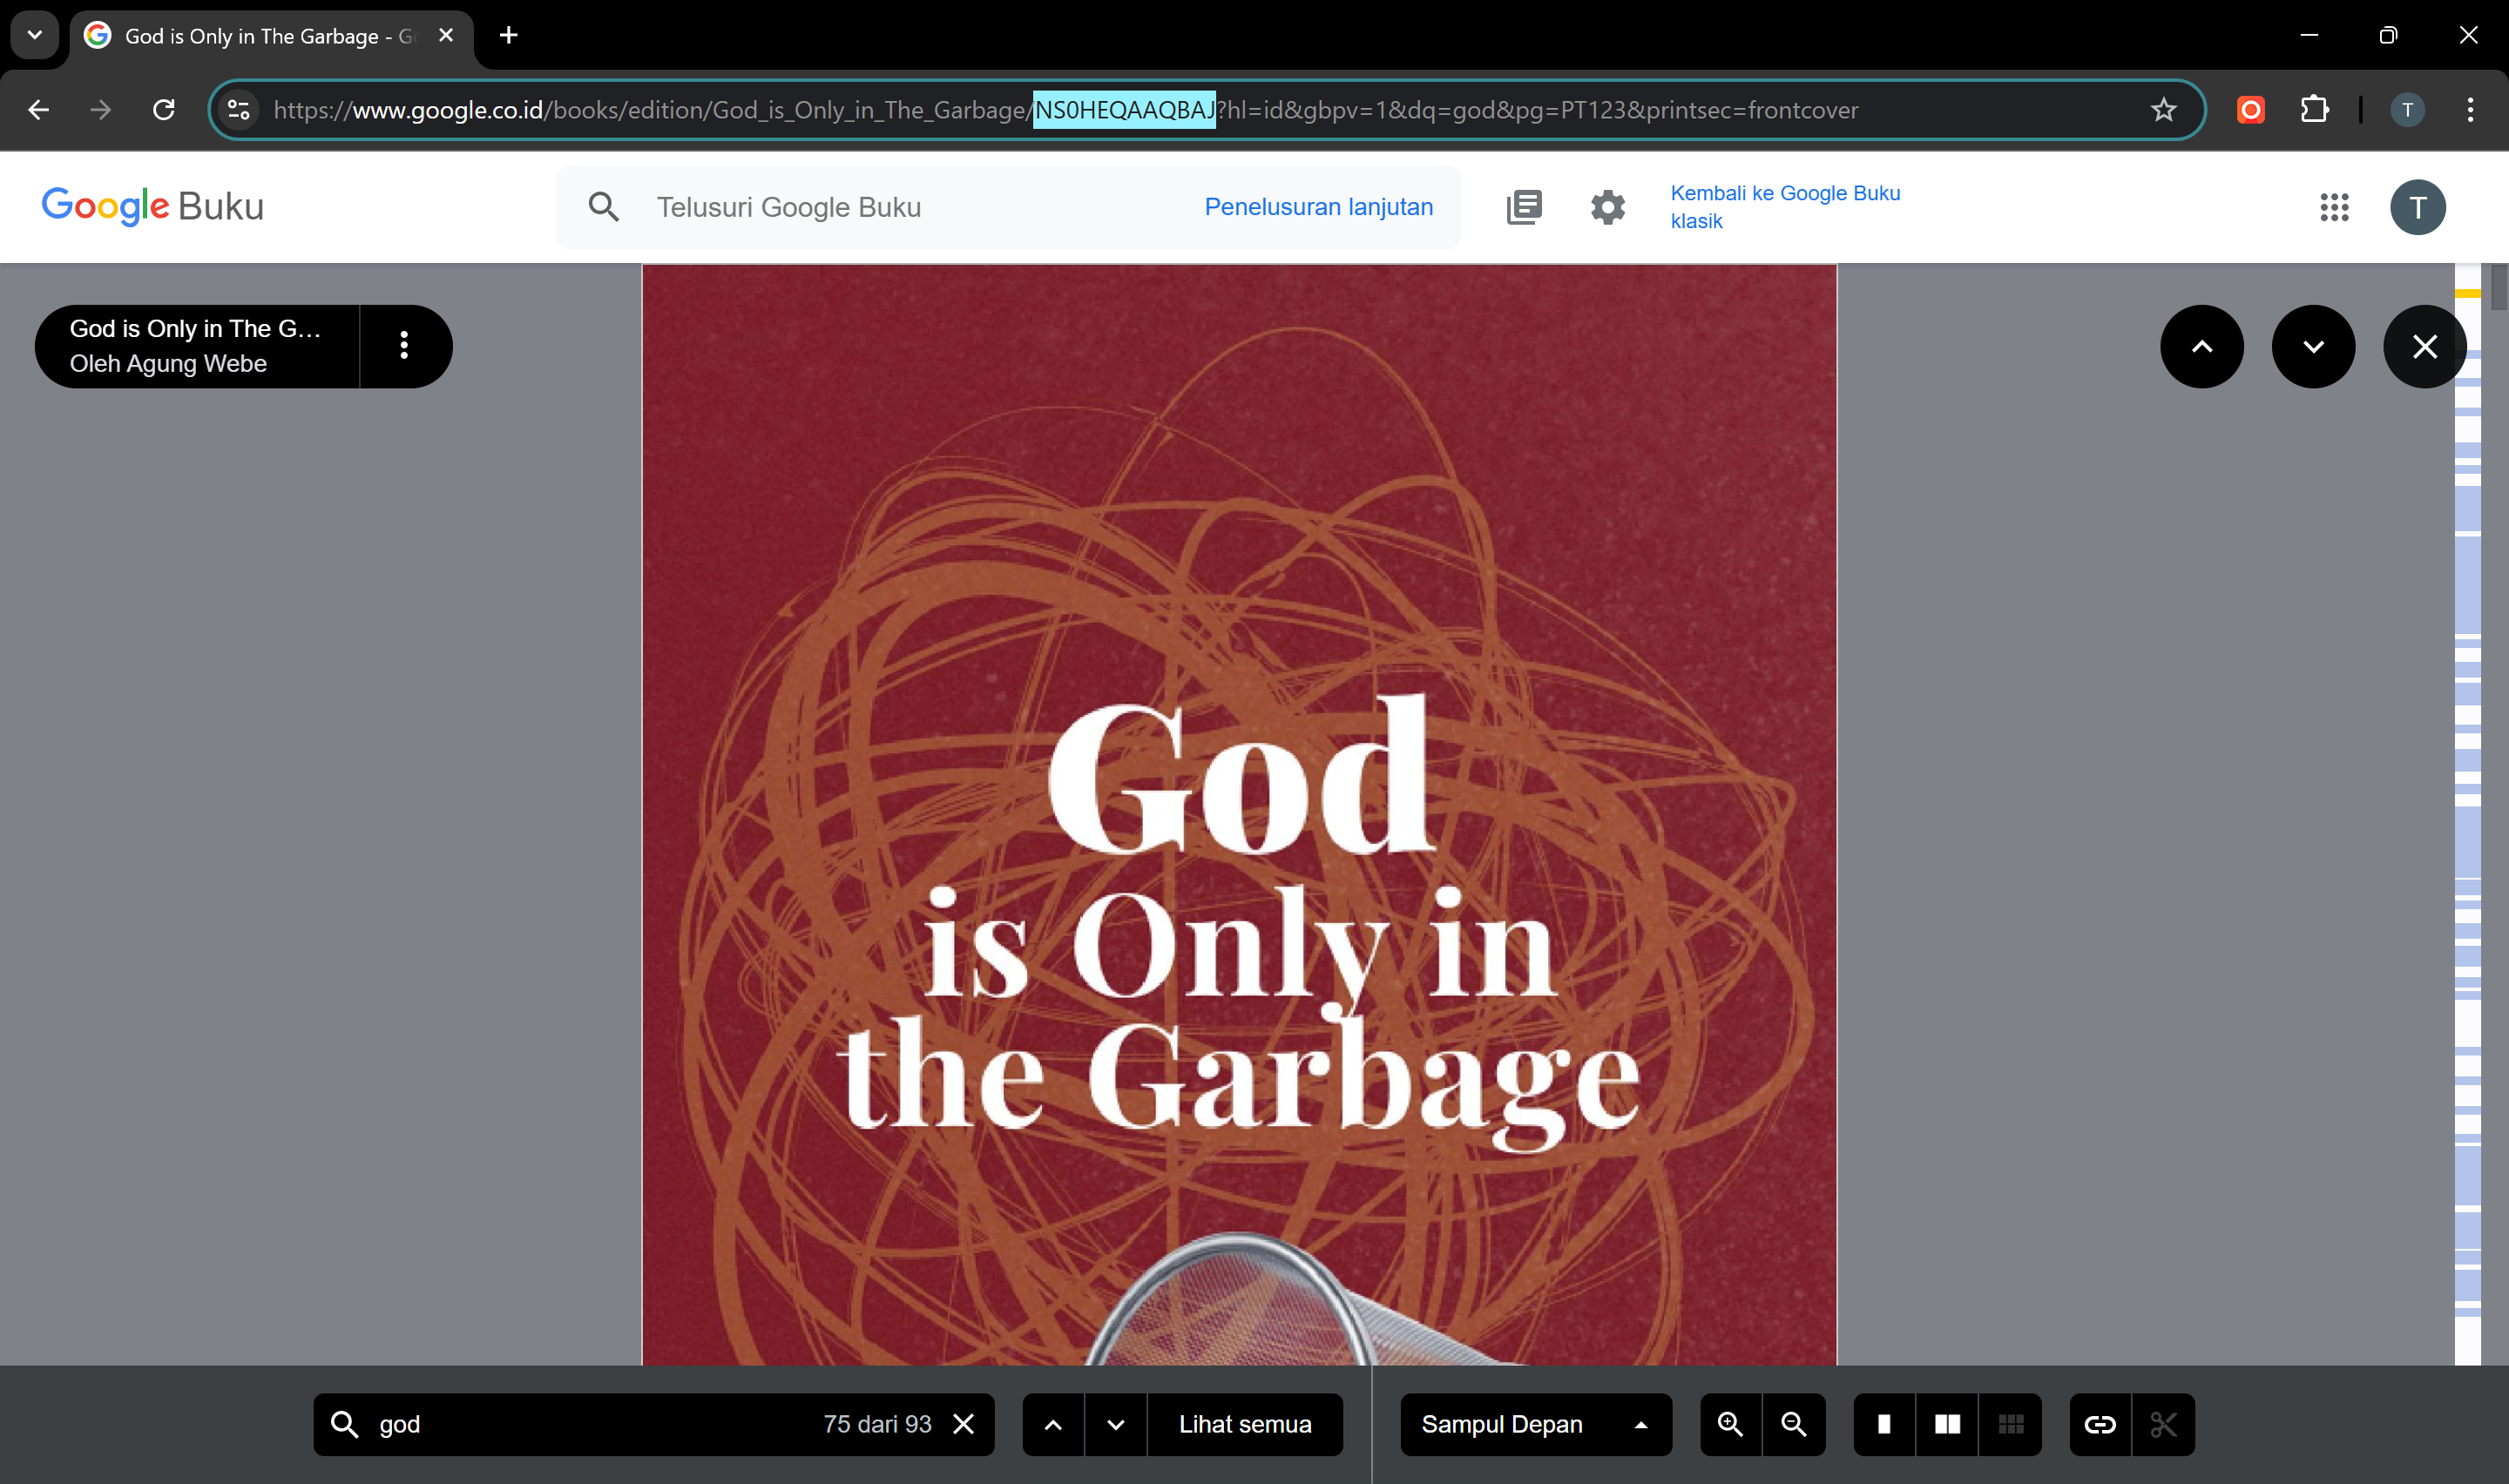 God is Only in The Garbage - G
https://www.google.co.id/books/edition/God_is_Only_in_The_Garbage/NS0HEQAAQBAJ?hl=id&gbpv=1&dq=god&pg=PT123&printsec=frontcover
T
Google Buku
Telusuri Google Buku
Penelusuran lanjutan
Kembali ke Google Buku
klasik
T
God is Only in The G...
Oleh Agung Webe
God
is Only in
the Garbage
god
75 dari 93
Lihat semua
Sampul Depan